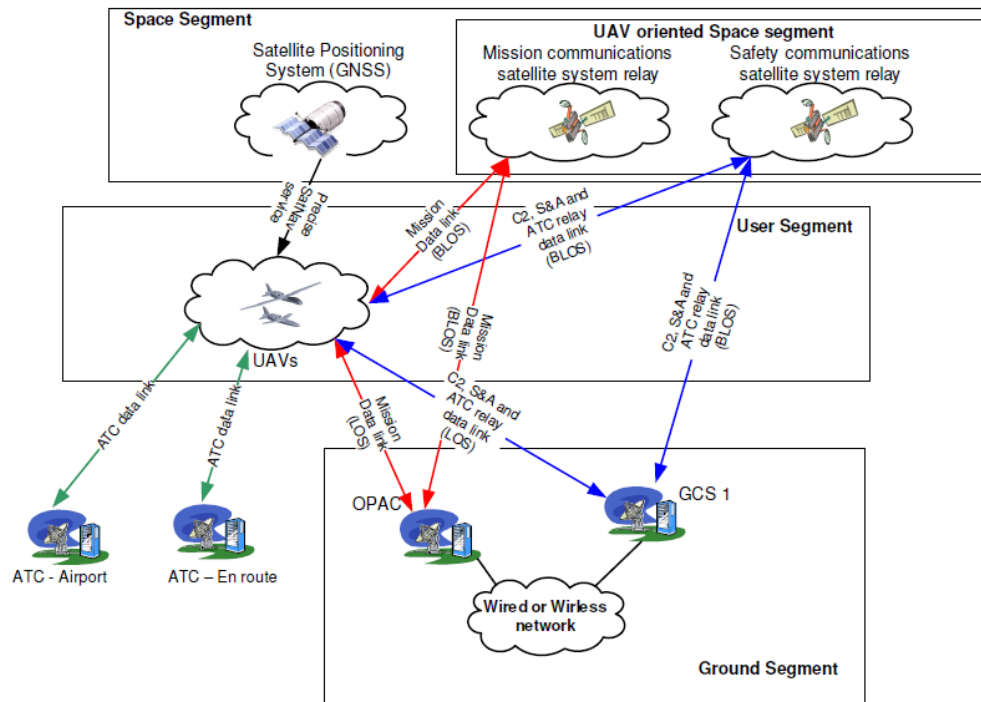 Space Segment
UAV oriented Space segment
Satellite Positioning
System (GNSS)
Mission communications
satellite system relay
Safety communications
satellite system relay
Precise
SatNav
service
Mission
Data link
(BLOS)
C2, S&A and
ATC relay
data link
(BLOS)
User Segment
UAVs
Mission
Data link
(BLOS)
C2, S&A and
ATC relay
data link
(BLOS)
ATC data link
ATC data link
Mission
Data link
(LOS)
C2, S&A and
ATC relay
data link
(LOS)
OPAC
GCS 1
ATC - Airport
ATC – En route
Wired or Wirless
network
Ground Segment